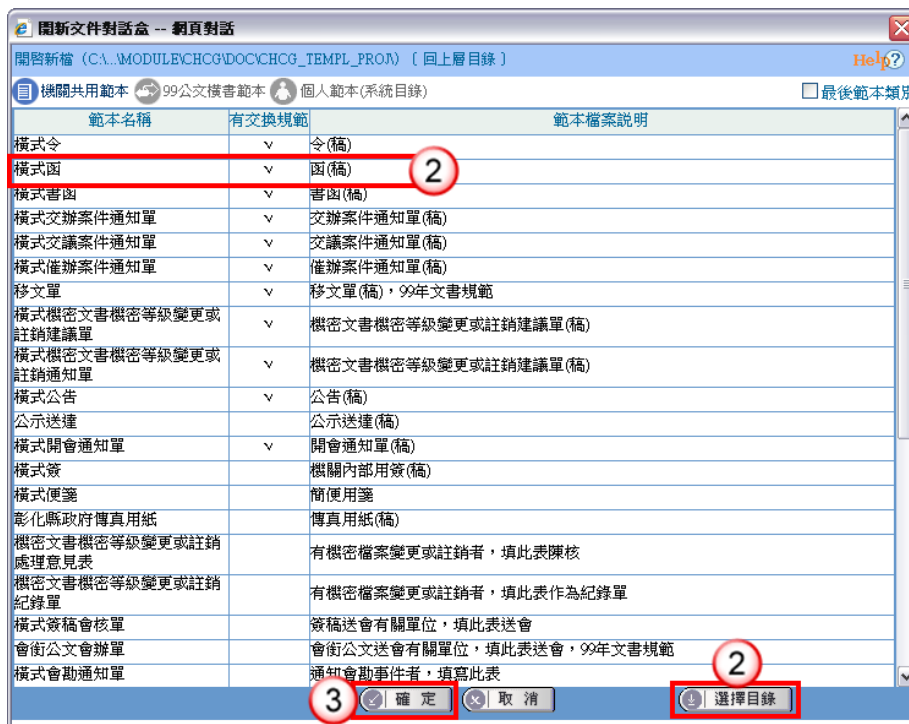 開新文件對話盒 -- 網頁對話
開啓新檔 (C:\...\MODULE\CHCG\DOC\CHCG_TEMPL_PROJ\) 〔回上層目錄〕 Help?
機關共用範本 99公文橫書範本 個人範本(系統目錄) 最後範本類別
範本名稱 有交換規範 範本檔案說明
橫式令 v 令(稿)
橫式函 v 函(稿) 2
橫式書函 v 書函(稿)
橫式交辦案件通知單 v 交辦案件通知單(稿)
橫式交議案件通知單 v 交議案件通知單(稿)
橫式催辦案件通知單 v 催辦案件通知單(稿)
移文單 v 移文單(稿)，99年文書規範
橫式機密文書機密等級變更或
註銷建議單 v 機密文書機密等級變更或註銷建議單(稿)
橫式機密文書機密等級變更或
註銷通知單 v 機密文書機密等級變更或註銷建議單(稿)
橫式公告 v 公告(稿)
公示送達 公示送達(稿)
橫式開會通知單 v 開會通知單(稿)
橫式簽 機關內部用簽(稿)
橫式便箋 簡便用箋
彰化縣政府傳真用紙 傳真用紙(稿)
機密文書機密等級變更或註銷
處理意見表 有機密檔案變更或註銷者，填此表陳核
機密文書機密等級變更或註銷
紀錄單 有機密檔案變更或註銷者，填此表作為紀錄單
橫式簽稿會核單 簽稿送會有關單位，填此表送會
會銜公文會辦單 會銜公文送會有關單位，填此表送會，99年文書規範
橫式會勘通知單 通知會勘事件者，填寫此表 2
3 確 定 取 消 選擇目錄